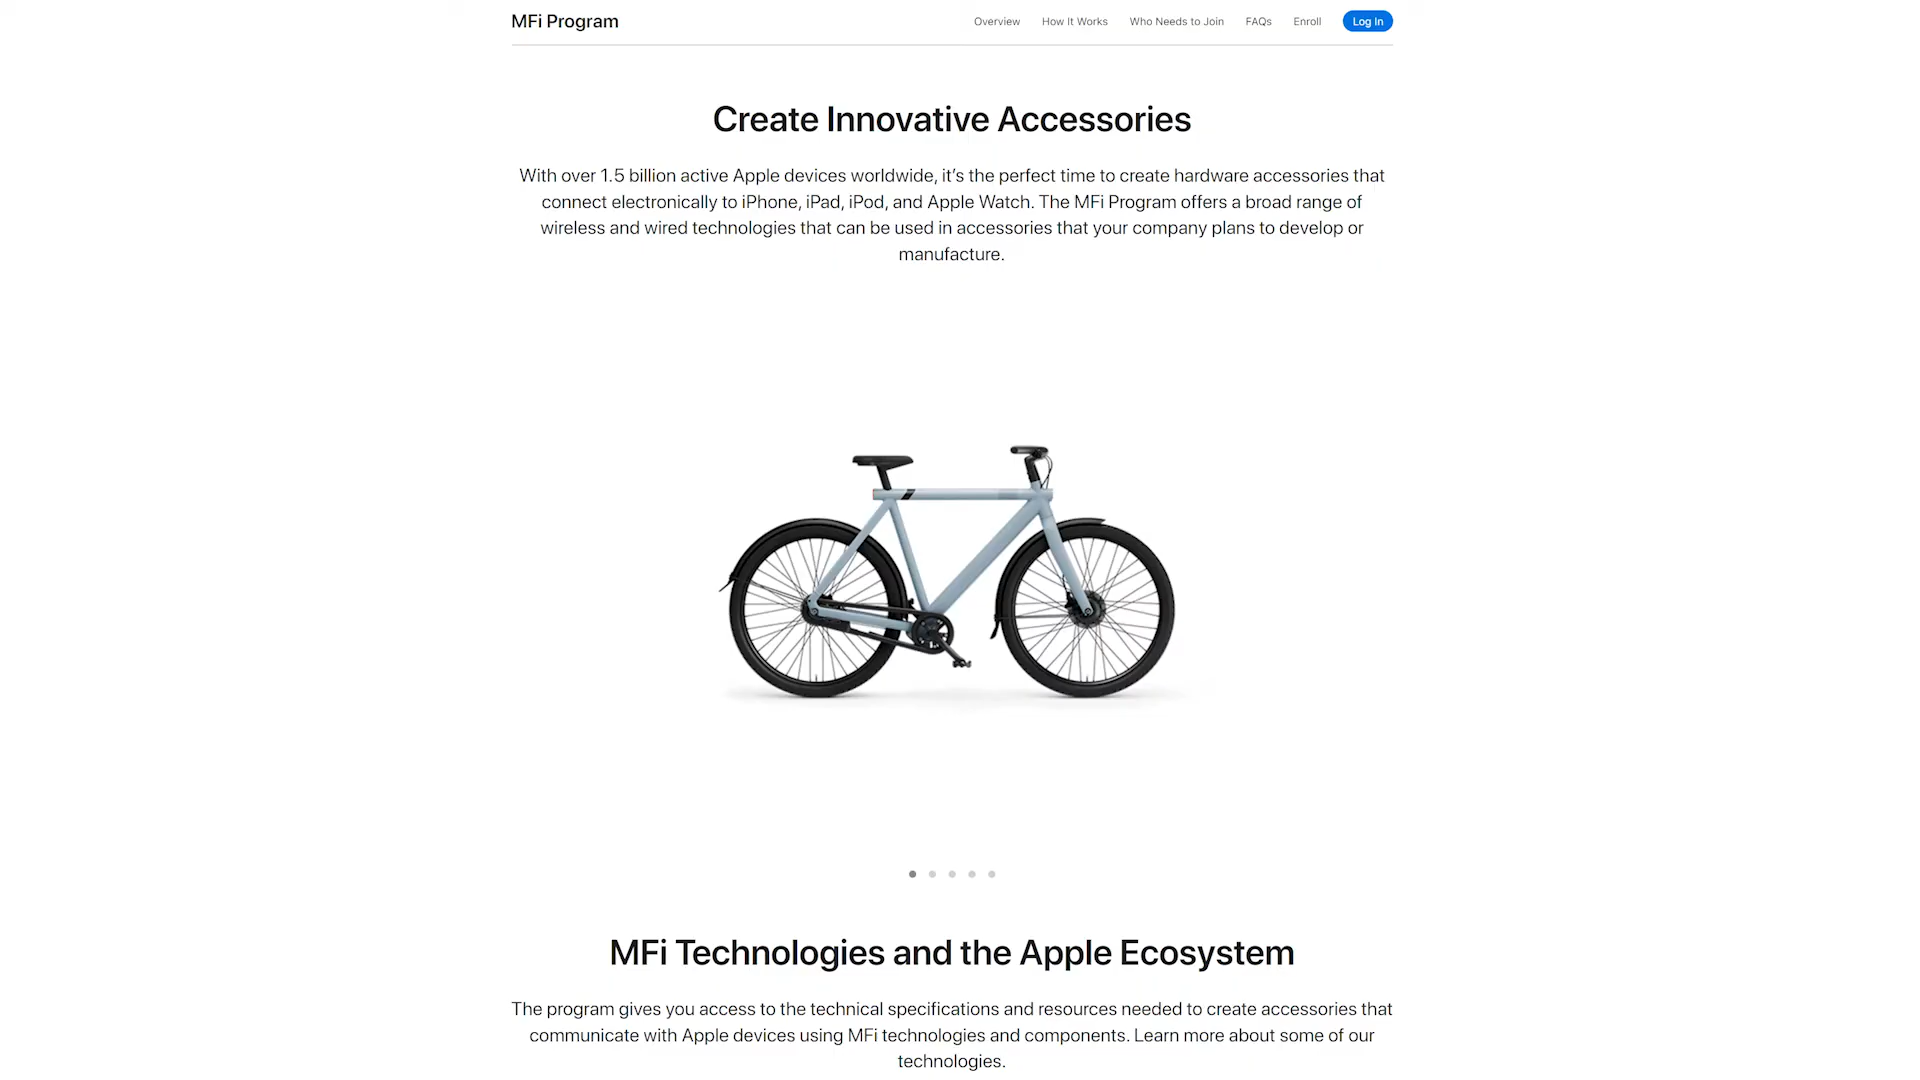 MFi Program
Overview
How It Works
Who Needs to Join
FAQs
Enroll
Log In
Create Innovative Accessories
With over 1.5 billion active Apple devices worldwide, it’s the perfect time to create hardware accessories that
connect electronically to iPhone, iPad, iPod, and Apple Watch. The MFi Program offers a broad range of
wireless and wired technologies that can be used in accessories that your company plans to develop or
manufacture.
MFi Technologies and the Apple Ecosystem
The program gives you access to the technical specifications and resources needed to create accessories that
communicate with Apple devices using MFi technologies and components. Learn more about some of our
technologies.